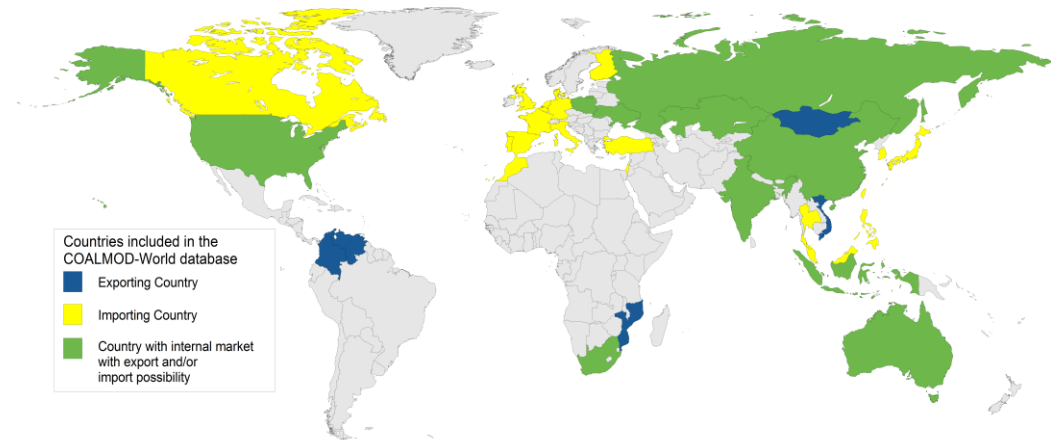 Countries included in the
COALMOD-World database
Exporting Country
Importing Country
Country with internal market
with export and/or
import possibility